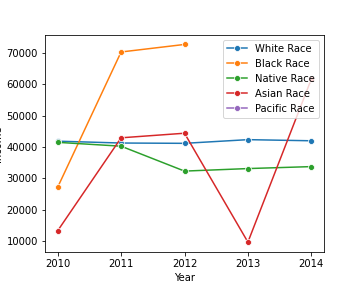 White Race
Black Race
Native Race
Asian Race
Pacific Race
70000
60000
50000
40000
30000
20000
10000
2010 2011 2012 2013 2014
Year